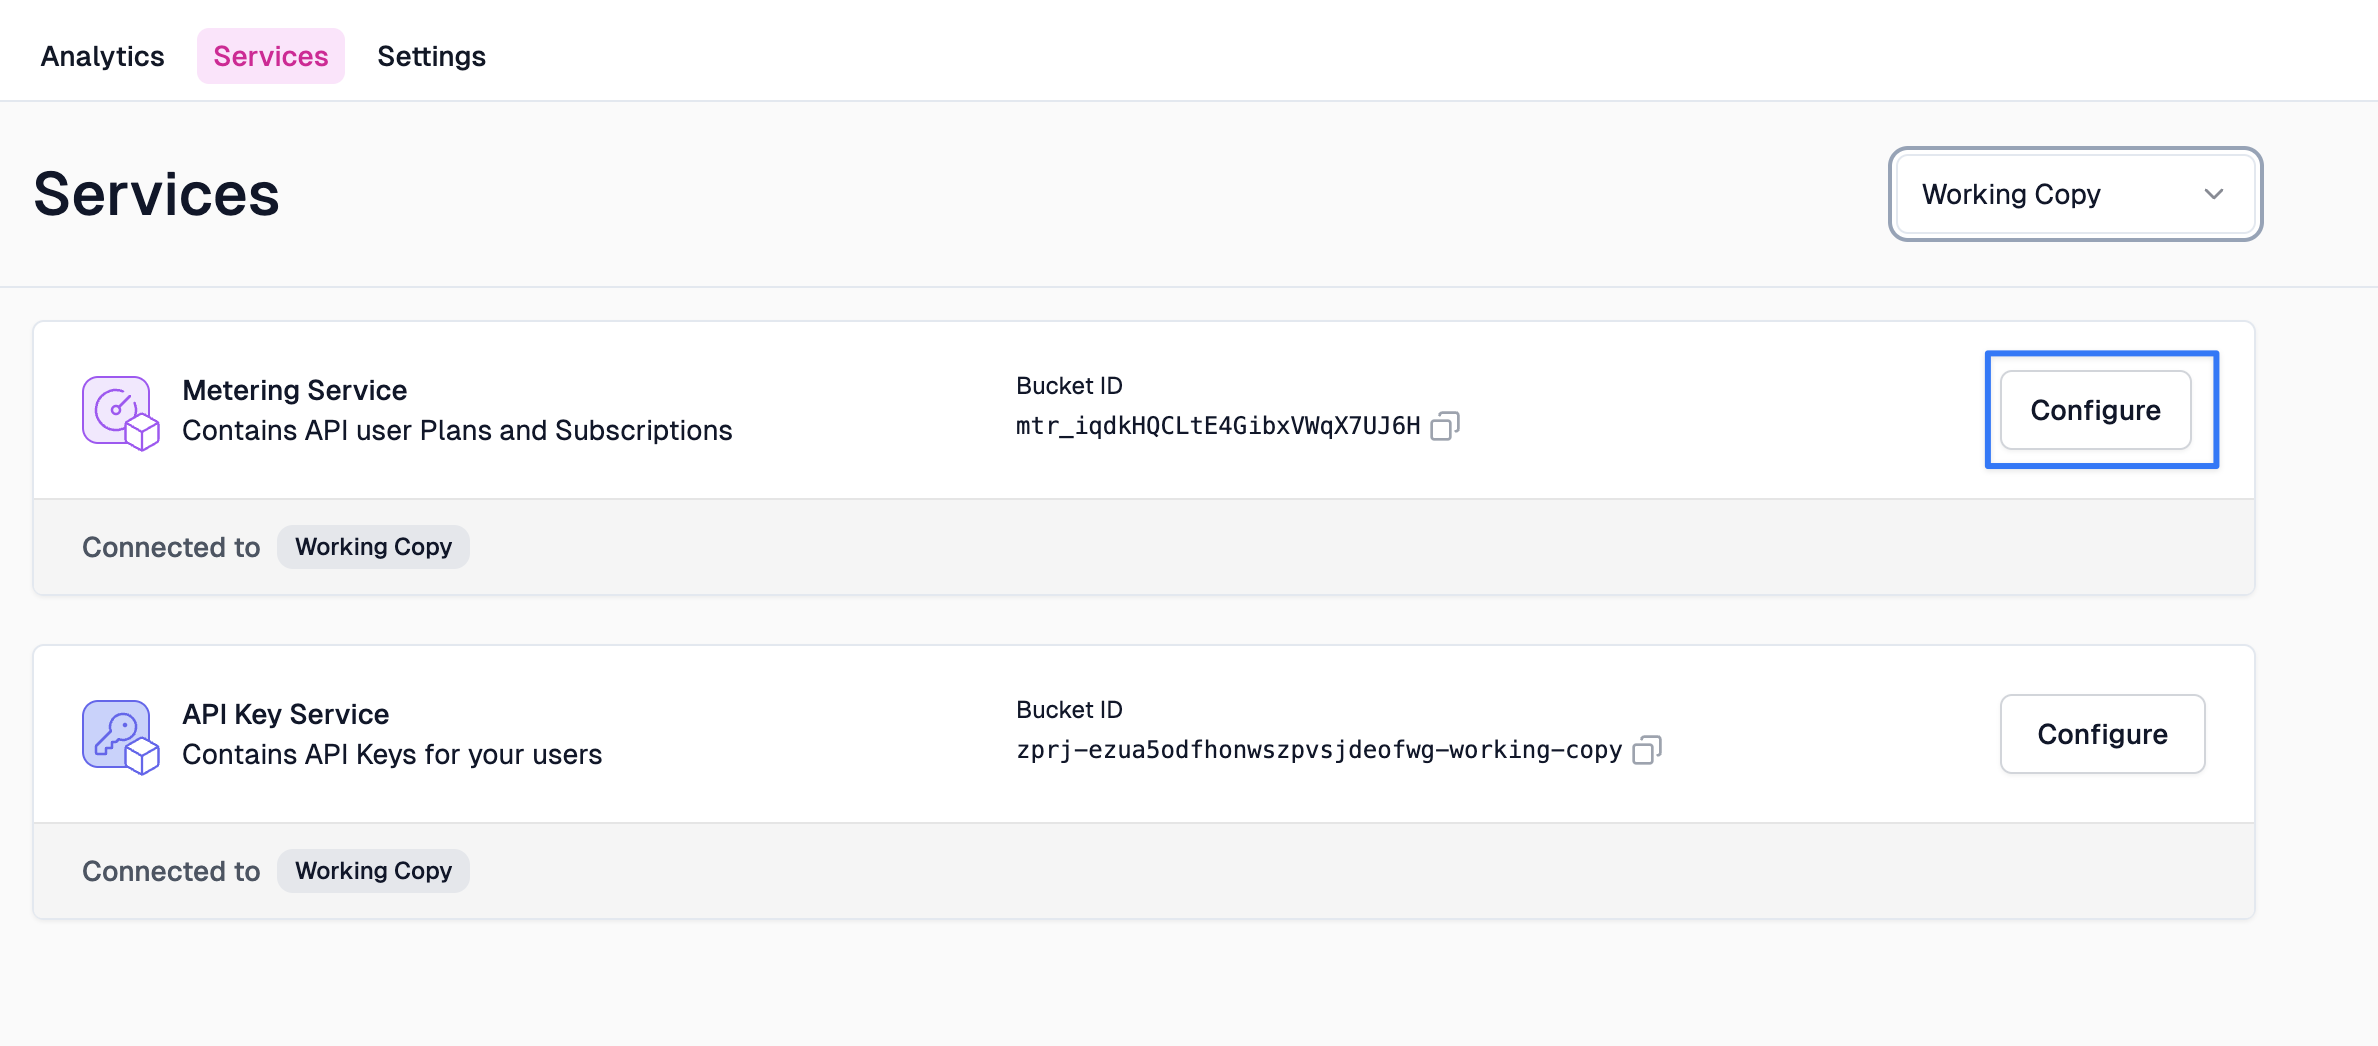 Analytics Services Settings
Services
Working Copy
Metering Service
Contains API user Plans and Subscriptions
Bucket ID
mtr_iqdkHQCLtE4GibxVWqX7UJ6H
Configure
Connected to Working Copy
API Key Service
Contains API Keys for your users
Bucket ID
zprj-ezua5odfhonwszpvsjdeofwg-working-copy
Configure
Connected to Working Copy